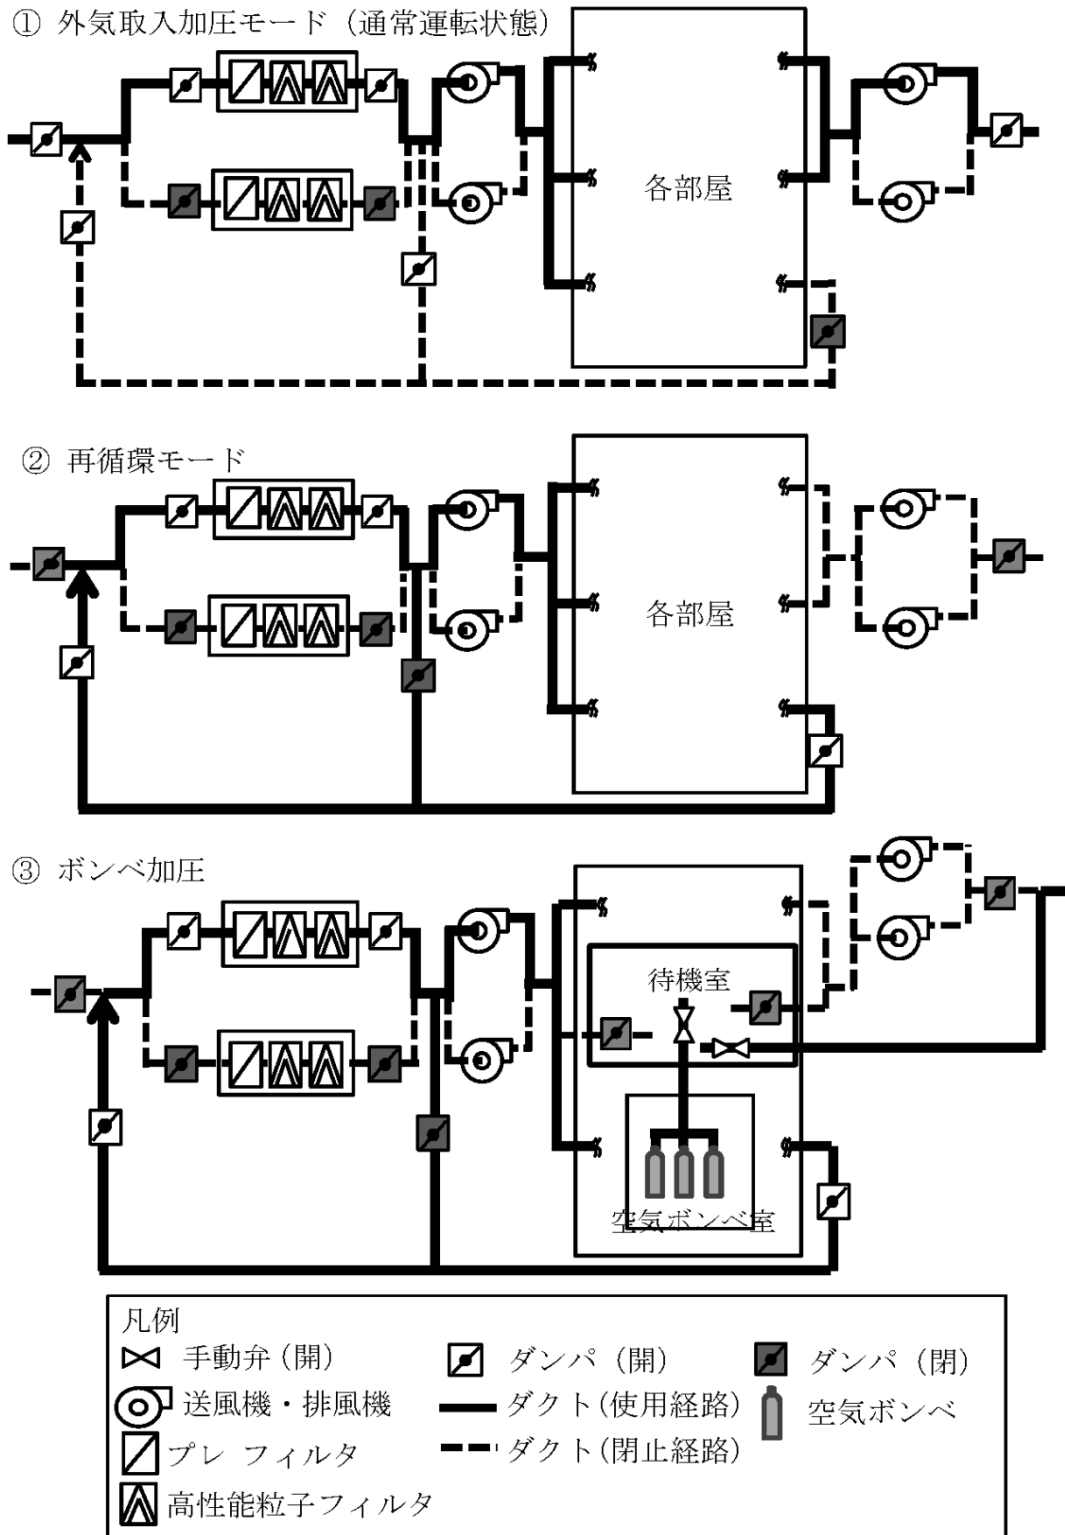 ① 外気取入加圧モード（通常運転状態）
各部屋
② 再循環モード
各部屋
③ ボンベ加圧
待機室
空気ボンベ室
凡例
手動弁（開） ダンパ（開） ダンパ（閉）
送風機・排風機 ダクト（使用経路） 空気ボンベ
プレ フィルタ ダクト（閉止経路）
高性能粒子フィルタ